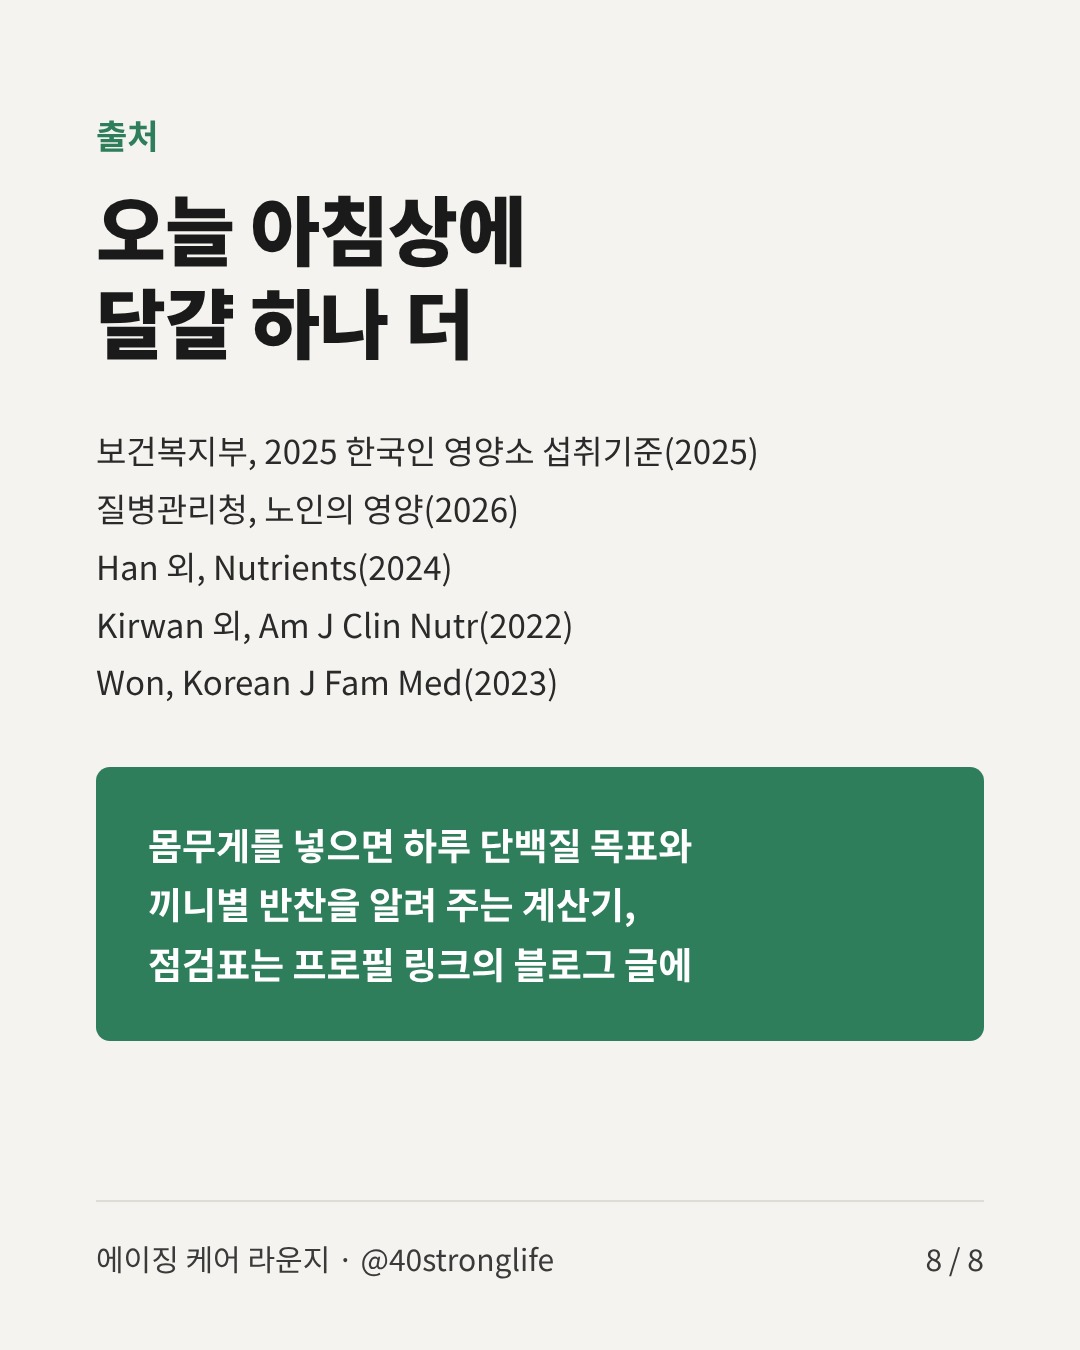 출처
오늘 아침상에
달걀 하나 더
보건복지부, 2025 한국인 영양소 섭취기준(2025)
질병관리청, 노인의 영양(2026)
Han 외, Nutrients(2024)
Kirwan 외, Am J Clin Nutr(2022)
Won, Korean J Fam Med(2023)
몸무게를 넣으면 하루 단백질 목표와
끼니별 반찬을 알려 주는 계산기,
점검표는 프로필 링크의 블로그 글에
에이징 케어 라운지 · @40stronglife
8 / 8